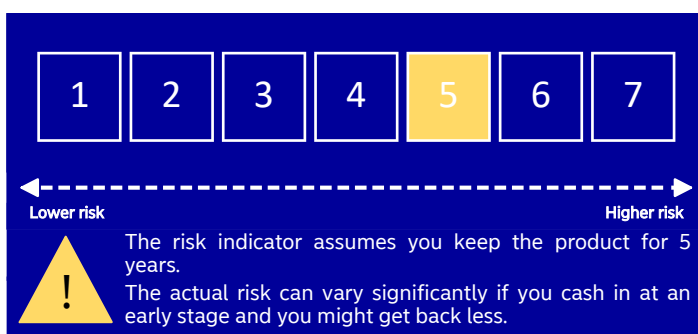 1 2 3 4 5 6 7
Lower risk Higher risk
!
The risk indicator assumes you keep the product for 5
years.
The actual risk can vary significantly if you cash in at an
early stage and you might get back less.